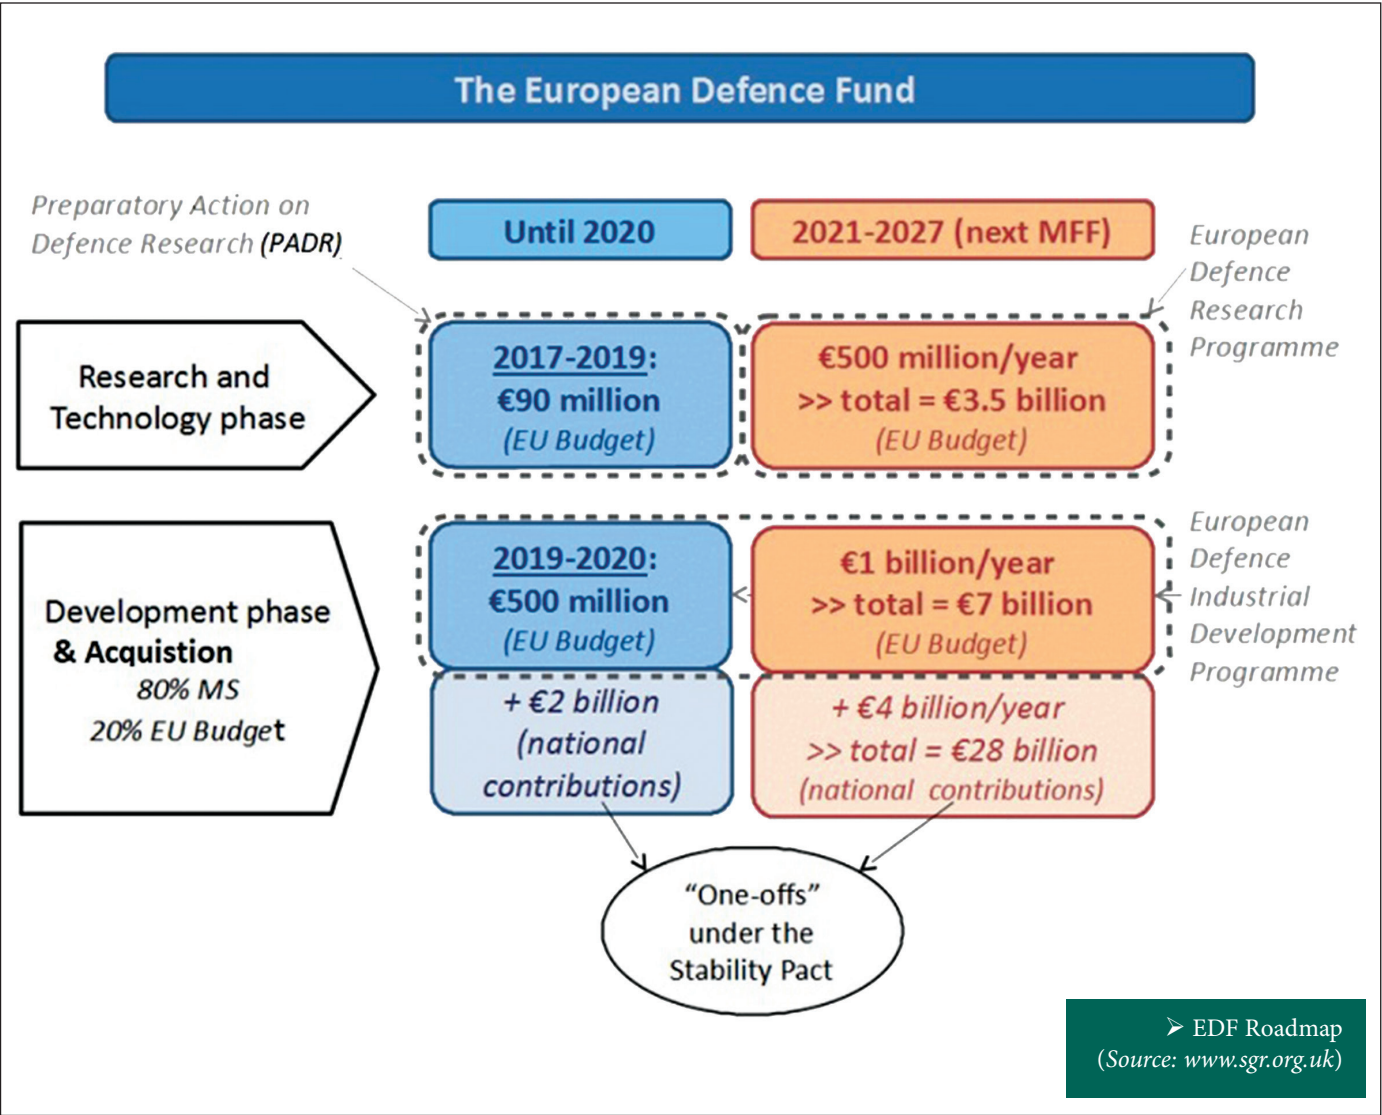 The European Defence Fund
Preparatory Action on
Defence Research (PADR)
Until 2020
2021-2027 (next MFF)
European
Defence
Research
Programme
Research and
Technology phase
2017-2019:
€90 million
(EU Budget)
€500 million/year
>> total = €3.5 billion
(EU Budget)
Development phase
& Acquistion
80% MS
20% EU Budget
2019-2020:
€500 million
(EU Budget)
€1 billion/year
>> total = €7 billion
(EU Budget)
European
Defence
Industrial
Development
Programme
+ €2 billion
(national
contributions)
+ €4 billion/year
>> total = €28 billion
(national contributions)
“One-offs”
under the
Stability Pact
➢ EDF Roadmap
(Source: www.sgr.org.uk)